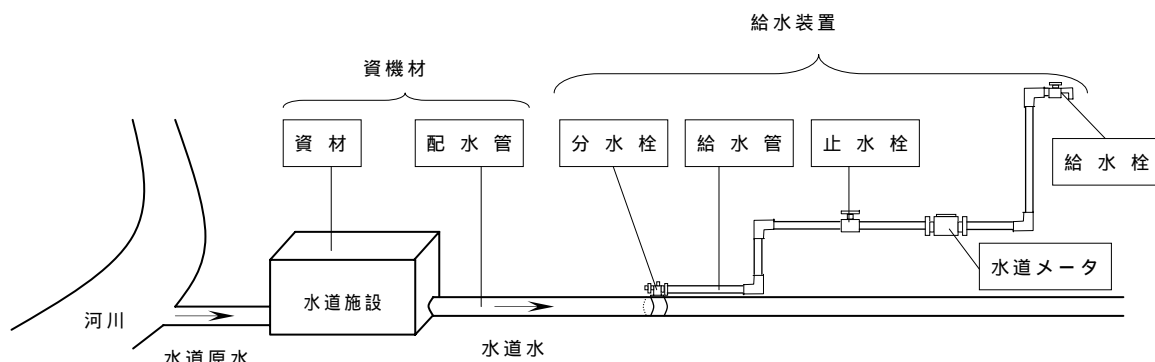 給水装置
資機材
資材
配水管
分水栓
給水管
止水栓
給水栓
水道メータ
水道施設
河川
水道水
水道原水